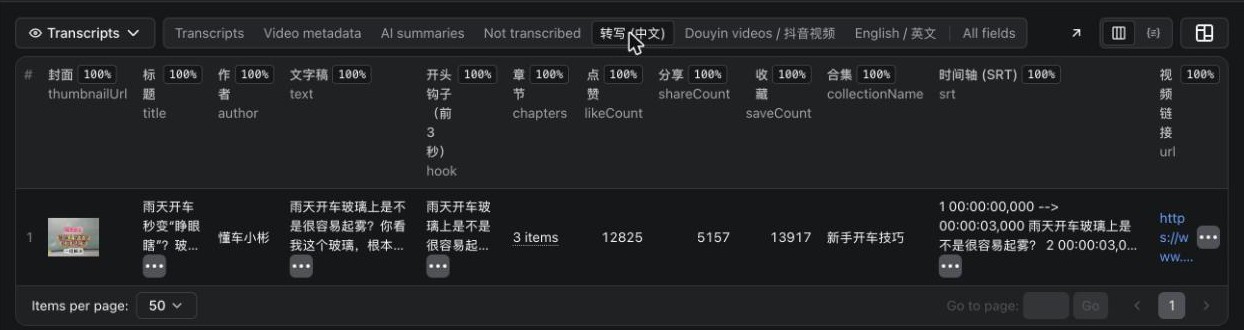 Transcripts
Transcripts Video metadata AI summaries Not transcribed 转写 (中文) Douyin videos / 抖音视频 English / 英文 All fields
#
封面 100%
thumbnailUrl
标题 100%
title
作者 100%
author
文字稿 100%
text
开头钩子（前3秒） 100%
hook
章节 100%
chapters
点赞 100%
likeCount
分享 100%
shareCount
收藏 100%
saveCount
合集 100%
collectionName
时间轴 (SRT) 100%
srt
视频链接 100%
url
1
雨天开车
秒变“睁眼
瞎”？玻...
懂车小彬
雨天开车玻璃上是不
是很容易起雾？你看
我这个玻璃，根本...
雨天开车玻
璃上是不是
很容易起...
3 items
12825
5157
13917
新手开车技巧
1 00:00:00,000 -->
00:00:03,000 雨天开车玻璃上是
不是很容易起雾？ 2 00:00:03,0...
http
s://w
ww....
Items per page: 50
Go to page: Go
1